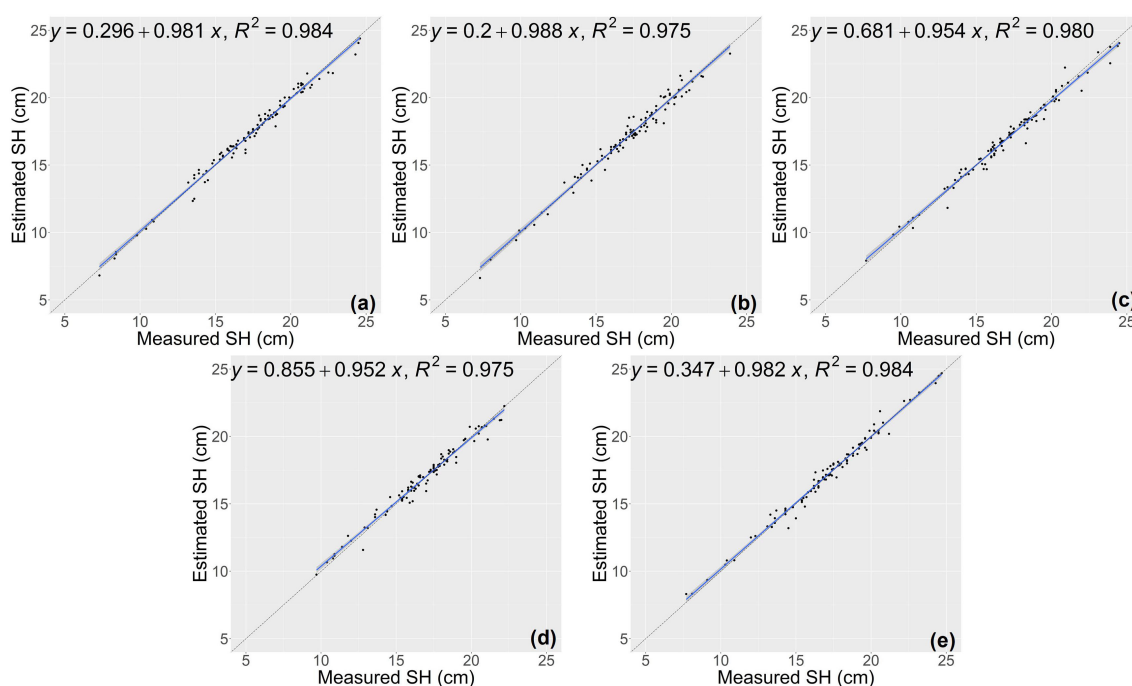 y = 0.296 + 0.981 x, R² = 0.984
25
20
15
10
5
Estimated SH (cm)
(a)
5 10 15 20 25
Measured SH (cm)
y = 0.2 + 0.988 x, R² = 0.975
25
20
15
10
5
Estimated SH (cm)
(b)
5 10 15 20 25
Measured SH (cm)
y = 0.681 + 0.954 x, R² = 0.980
25
20
15
10
5
Estimated SH (cm)
(c)
5 10 15 20 25
Measured SH (cm)
y = 0.855 + 0.952 x, R² = 0.975
25
20
15
10
5
Estimated SH (cm)
(d)
5 10 15 20 25
Measured SH (cm)
y = 0.347 + 0.982 x, R² = 0.984
25
20
15
10
5
Estimated SH (cm)
(e)
5 10 15 20 25
Measured SH (cm)